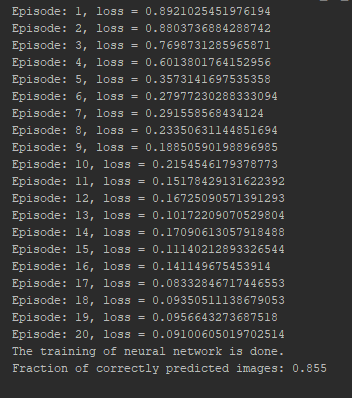 Episode: 1, loss = 0.8921025451976194
Episode: 2, loss = 0.8803736884288742
Episode: 3, loss = 0.7698731285965871
Episode: 4, loss = 0.6013801764152956
Episode: 5, loss = 0.3573141697535358
Episode: 6, loss = 0.27977230288333094
Episode: 7, loss = 0.291558568434124
Episode: 8, loss = 0.23350631144851694
Episode: 9, loss = 0.18850590198896985
Episode: 10, loss = 0.2154546179378773
Episode: 11, loss = 0.15178429131622392
Episode: 12, loss = 0.16725090571391293
Episode: 13, loss = 0.10172209070529804
Episode: 14, loss = 0.17090613057918488
Episode: 15, loss = 0.11140212893326544
Episode: 16, loss = 0.141149675453914
Episode: 17, loss = 0.08332846717446553
Episode: 18, loss = 0.09350511138679053
Episode: 19, loss = 0.0956643273687518
Episode: 20, loss = 0.09100605019702514
The training of neural network is done.
Fraction of correctly predicted images: 0.855